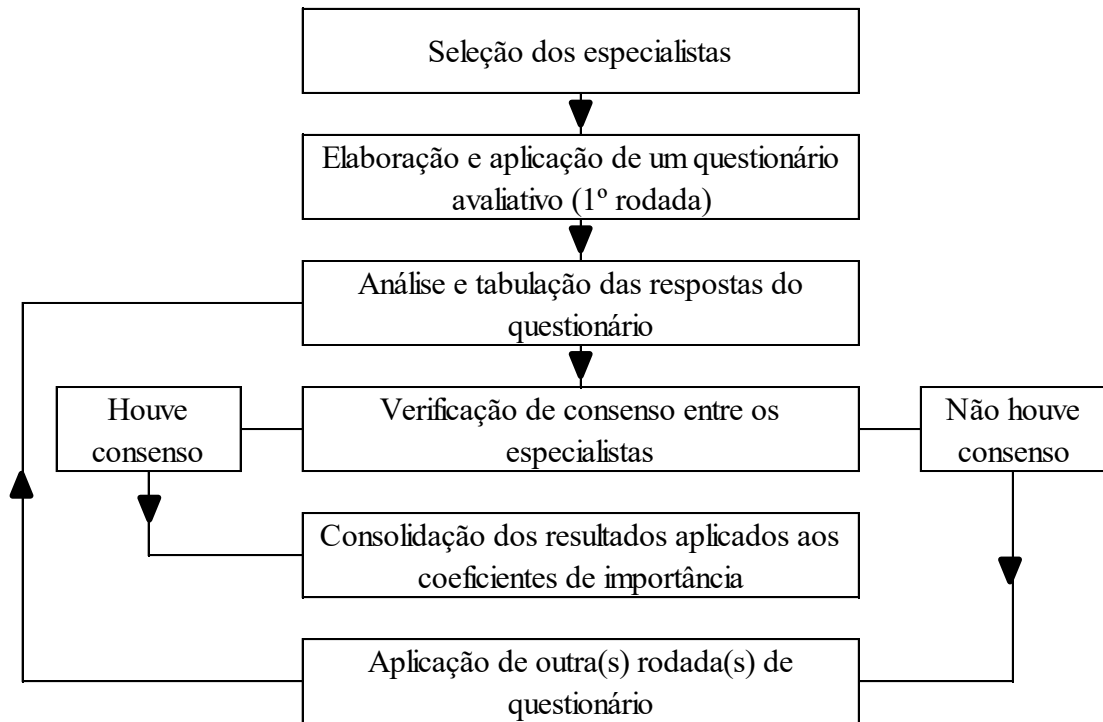 Seleção dos especialistas
Elaboração e aplicação de um questionário
avaliativo (1º rodada)
Análise e tabulação das respostas do
questionário
Houve
consenso
Verificação de consenso entre os
especialistas
Não houve
consenso
Consolidação dos resultados aplicados aos
coeficientes de importância
Aplicação de outra(s) rodada(s) de
questionário